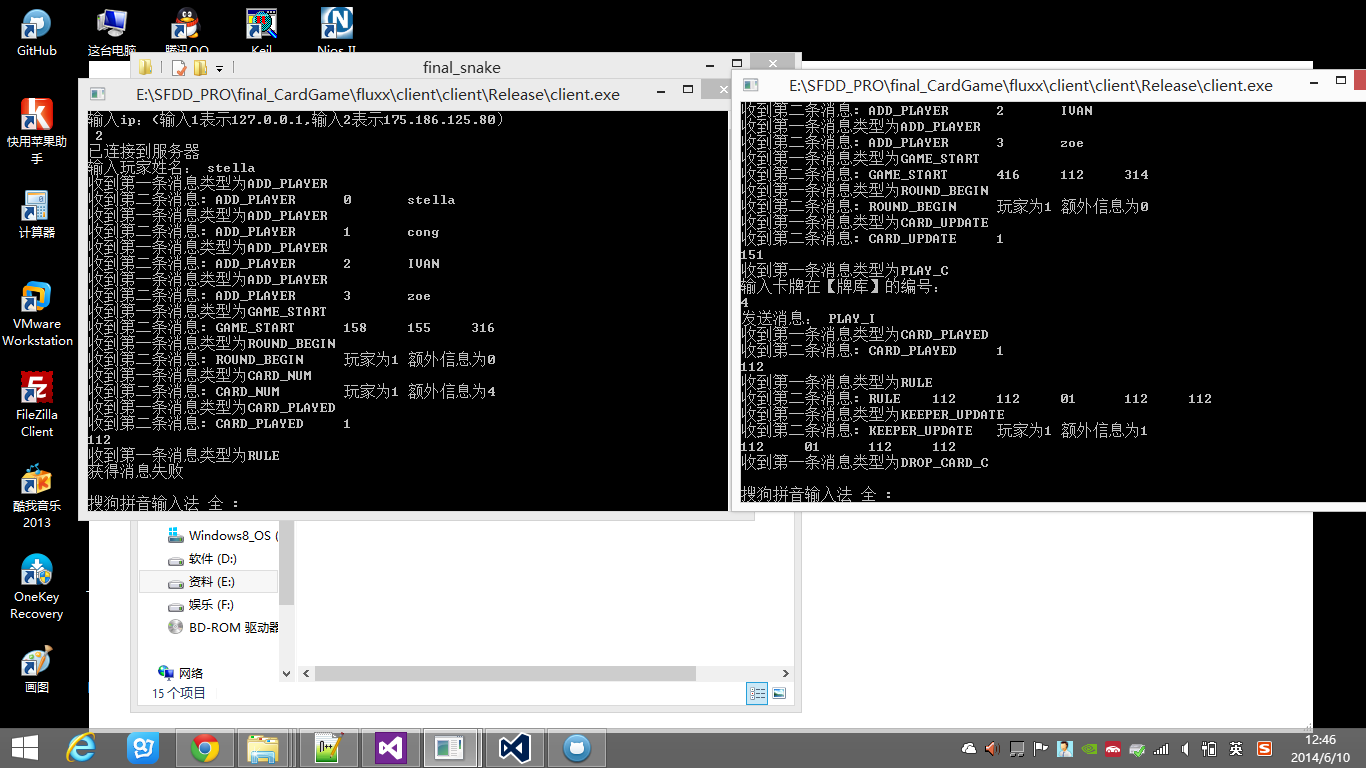 GitHub
这台电脑
腾讯QQ
Keil
Nios II
快用苹果助
手
计算器
VMware
Workstation
FileZilla
Client
酷我音乐
2013
OneKey
Recovery
画图
final_snake
E:\SFDD_PRO\final_CardGame\fluxx\client\client\Release\client.exe
输入ip：<输入1表示127.0.0.1,输入2表示175.186.125.80）
2
已连接到服务器
输入玩家姓名： stella
收到第一条消息类型为ADD_PLAYER
收到第二条消息：ADD_PLAYER 0 stella
收到第一条消息类型为ADD_PLAYER
收到第二条消息：ADD_PLAYER 1 cong
收到第一条消息类型为ADD_PLAYER
收到第二条消息：ADD_PLAYER 2 IVAN
收到第一条消息类型为ADD_PLAYER
收到第二条消息：ADD_PLAYER 3 zoe
收到第一条消息类型为GAME_START
收到第二条消息：GAME_START 158 155 316
收到第一条消息类型为ROUND_BEGIN
收到第二条消息：ROUND_BEGIN 玩家为1 额外信息为0
收到第一条消息类型为CARD_NUM
收到第二条消息：CARD_NUM 玩家为1 额外信息为4
收到第一条消息类型为CARD_PLAYED
收到第二条消息：CARD_PLAYED 1
112
收到第一条消息类型为RULE
获得消息失败
搜狗拼音输入法 全 ：
E:\SFDD_PRO\final_CardGame\fluxx\client\client\Release\client.exe
收到第二条消息：ADD_PLAYER 2 IVAN
收到第一条消息类型为ADD_PLAYER
收到第二条消息：ADD_PLAYER 3 zoe
收到第一条消息类型为GAME_START
收到第二条消息：GAME_START 416 112 314
收到第一条消息类型为ROUND_BEGIN
收到第二条消息：ROUND_BEGIN 玩家为1 额外信息为0
收到第一条消息类型为CARD_UPDATE
收到第二条消息：CARD_UPDATE 1
151
收到第一条消息类型为PLAY_C
输入卡牌在【牌库】的编号：
4
发送消息： PLAY_I
收到第一条消息类型为CARD_PLAYED
收到第二条消息：CARD_PLAYED 1
112
收到第一条消息类型为RULE
收到第二条消息：RULE 112 112 01 112 112
收到第一条消息类型为KEEPER_UPDATE
收到第二条消息：KEEPER_UPDATE 玩家为1 额外信息为1
112 01 112 112
收到第一条消息类型为DROP_CARD_C
搜狗拼音输入法 全 ：
Windows8_OS (
软件 (D:)
资料 (E:)
娱乐 (F:)
BD-ROM 驱动器
网络
15 个项目
英
12:46
2014/6/10